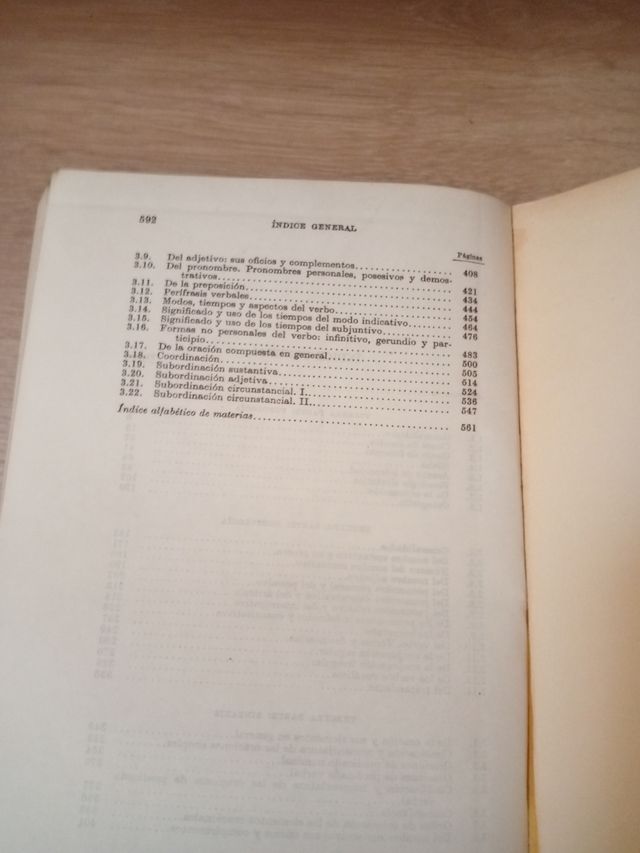 592 ÍNDICE GENERAL
Páginas
3.9. Del adjetivo: sus oficios y complementos.................... 408
3.10. Del pronombre. Pronombres personales, posesivos y demos-
trativos.................... 421
3.11. De la preposición.................... 434
3.12. Perífrasis verbales.................... 444
3.13. Modos, tiempos y aspectos del verbo.................... 454
3.14. Significado y uso de los tiempos del modo indicativo.................... 464
3.15. Significado y uso de los tiempos del subjuntivo.................... 476
3.16. Formas no personales del verbo: infinitivo, gerundio y par-
ticipio.................... 483
3.17. De la oración compuesta en general.................... 500
3.18. Coordinación.................... 505
3.19. Subordinación sustantiva.................... 514
3.20. Subordinación adjetiva.................... 524
3.21. Subordinación circunstancial. I.................... 536
3.22. Subordinación circunstancial. II.................... 547
Índice alfabético de materias.................... 561